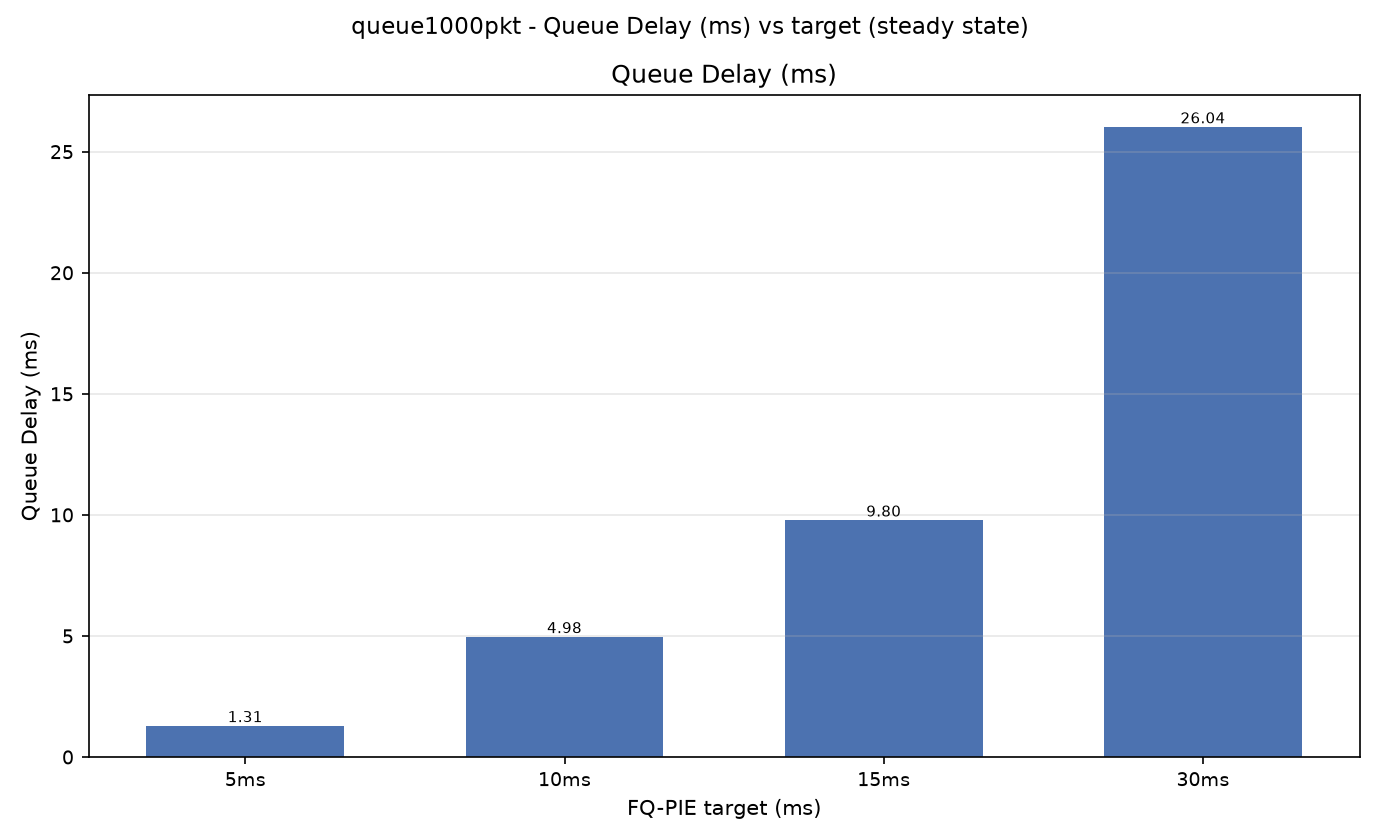 queue1000pkt - Queue Delay (ms) vs target (steady state)
Queue Delay (ms)
26.04
25
20
15
9.80
10
4.98
5
1.31
0
Queue Delay (ms)
5ms
10ms
15ms
30ms
FQ-PIE target (ms)